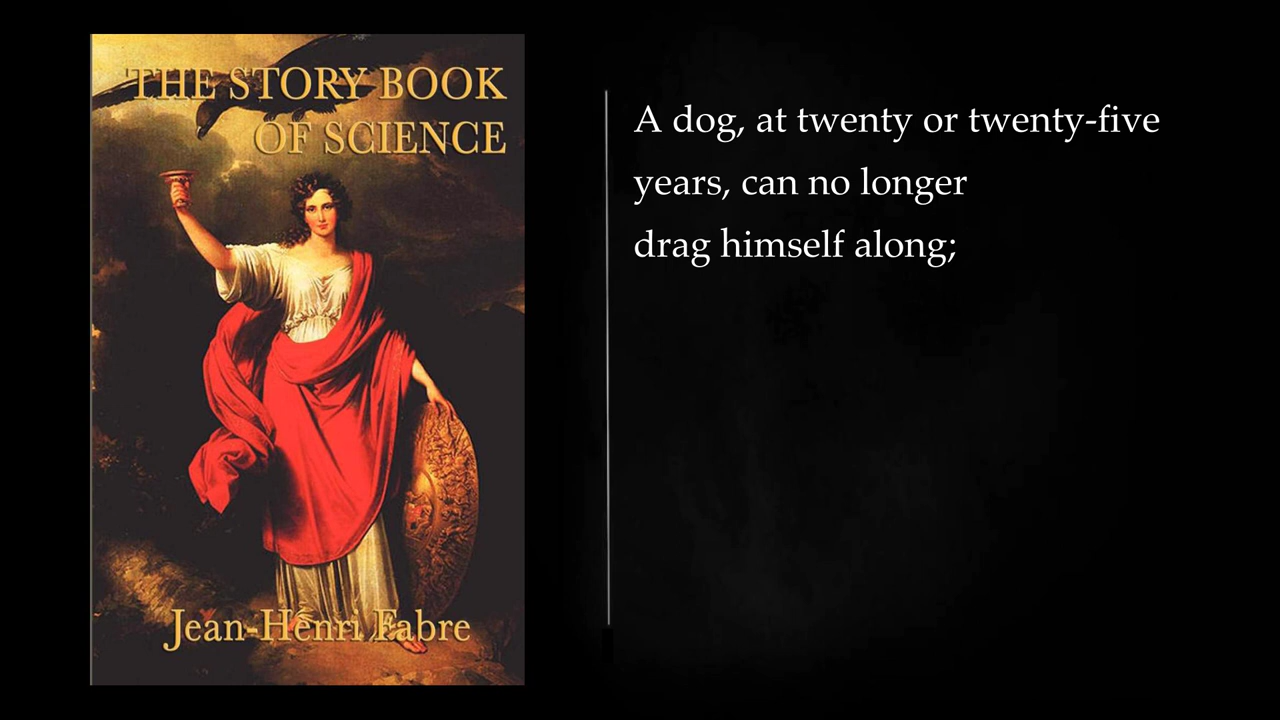 THE STORY BOOK
OF SCIENCE
Jean-Henri Fabre
A dog, at twenty or twenty-five
years, can no longer
drag himself along;